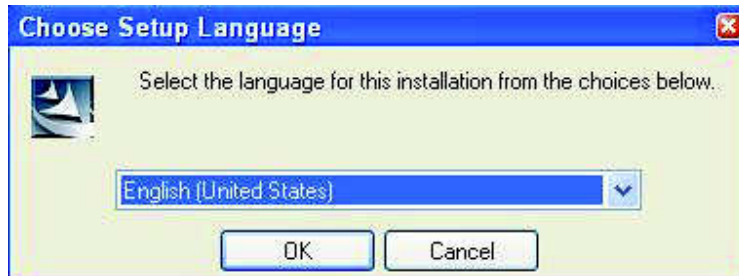 Choose Setup Language
Select the language for this installation from the choices below.
English (United States)
OK
Cancel